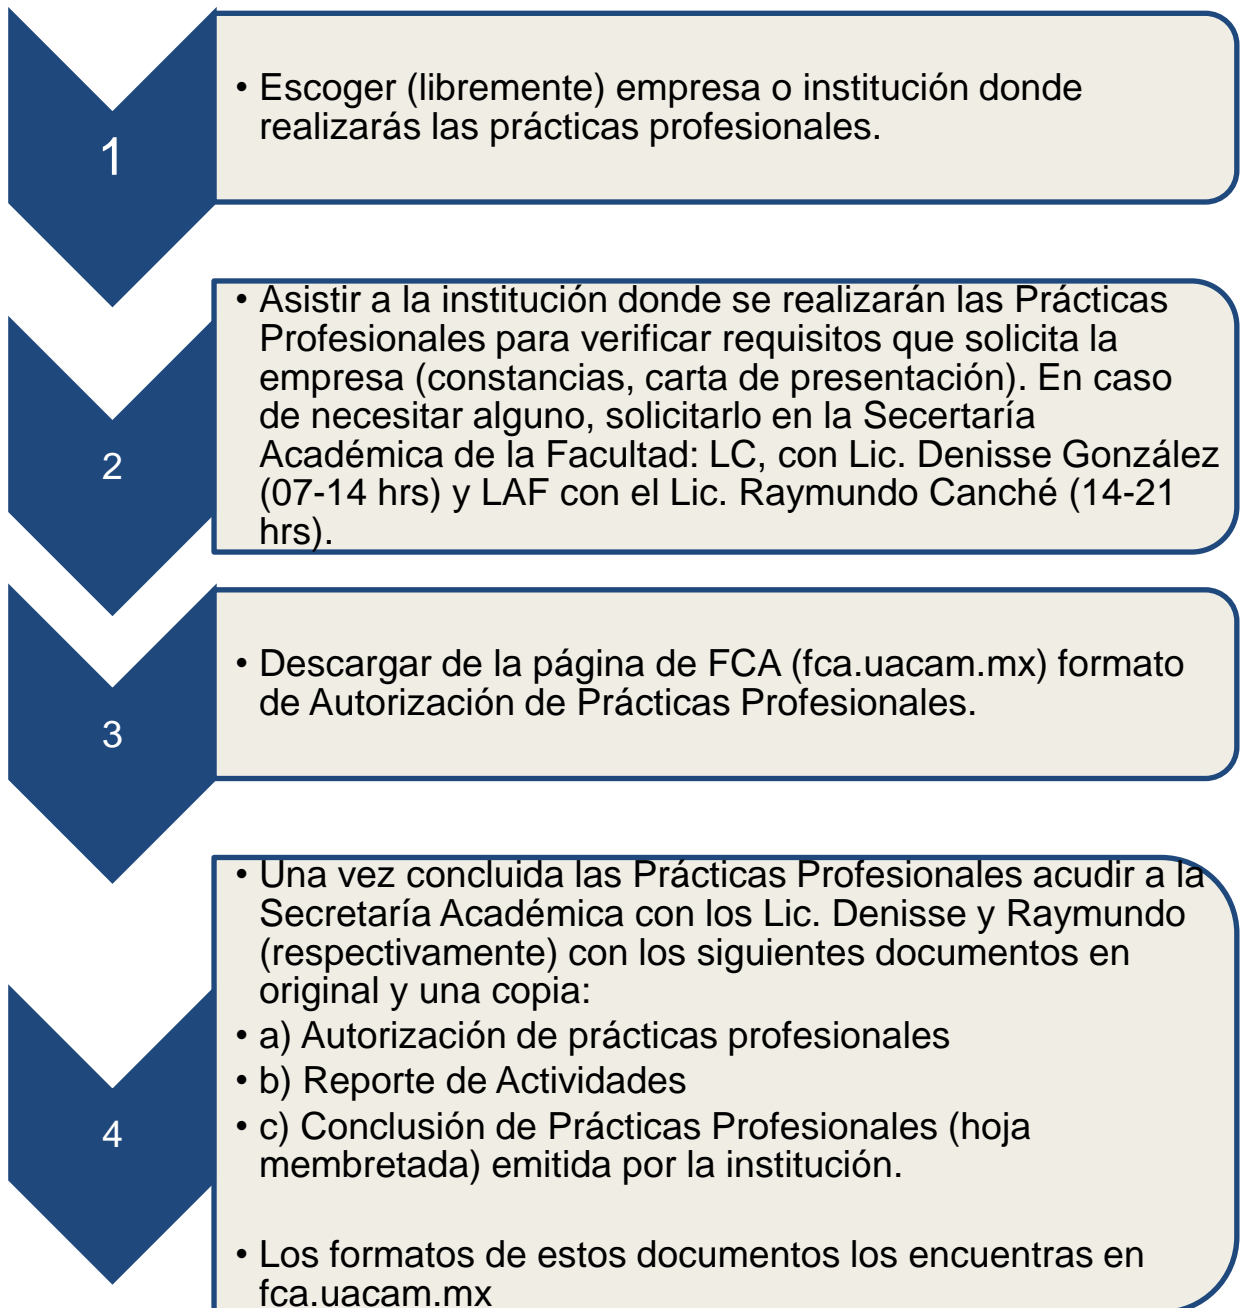 1
• Escoger (libremente) empresa o institución donde
realizarás las prácticas profesionales.
2
• Asistir a la institución donde se realizarán las Prácticas
Profesionales para verificar requisitos que solicita la
empresa (constancias, carta de presentación). En caso
de necesitar alguno, solicitarlo en la Secertaría
Académica de la Facultad: LC, con Lic. Denisse González
(07-14 hrs) y LAF con el Lic. Raymundo Canché (14-21
hrs).
3
• Descargar de la página de FCA (fca.uacam.mx) formato
de Autorización de Prácticas Profesionales.
4
• Una vez concluida las Prácticas Profesionales acudir a la
Secretaría Académica con los Lic. Denisse y Raymundo
(respectivamente) con los siguientes documentos en
original y una copia:
• a) Autorización de prácticas profesionales
• b) Reporte de Actividades
• c) Conclusión de Prácticas Profesionales (hoja
membretada) emitida por la institución.
• Los formatos de estos documentos los encuentras en
fca.uacam.mx